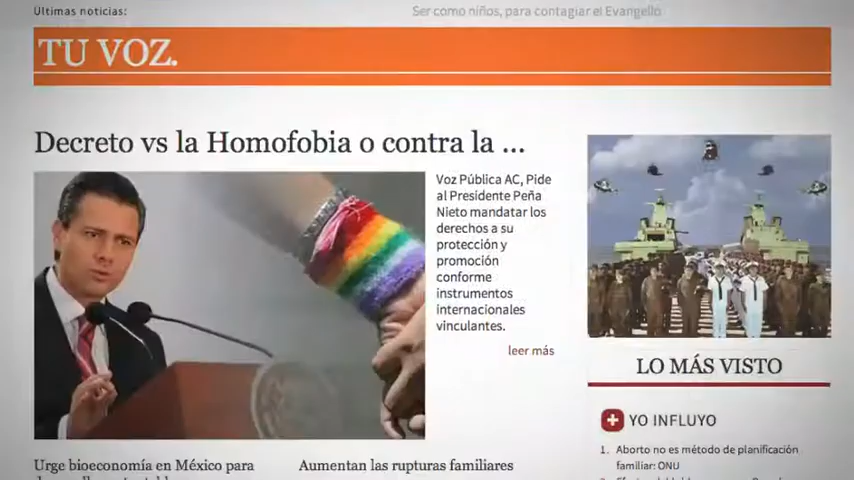 Últimas noticias:
Ser como niños, para contagiar el Evangelio
TU VOZ.
Decreto vs la Homofobia o contra la ...
Voz Pública AC, Pide
al Presidente Peña
Nieto mandatar los
derechos a su
protección y
promoción
conforme
instrumentos
internacionales
vinculantes.
leer más
LO MÁS VISTO
YO INFLUYO
1. Aborto no es método de planificación
familiar: ONU
Urge bioeconomía en México para
Aumentan las rupturas familiares